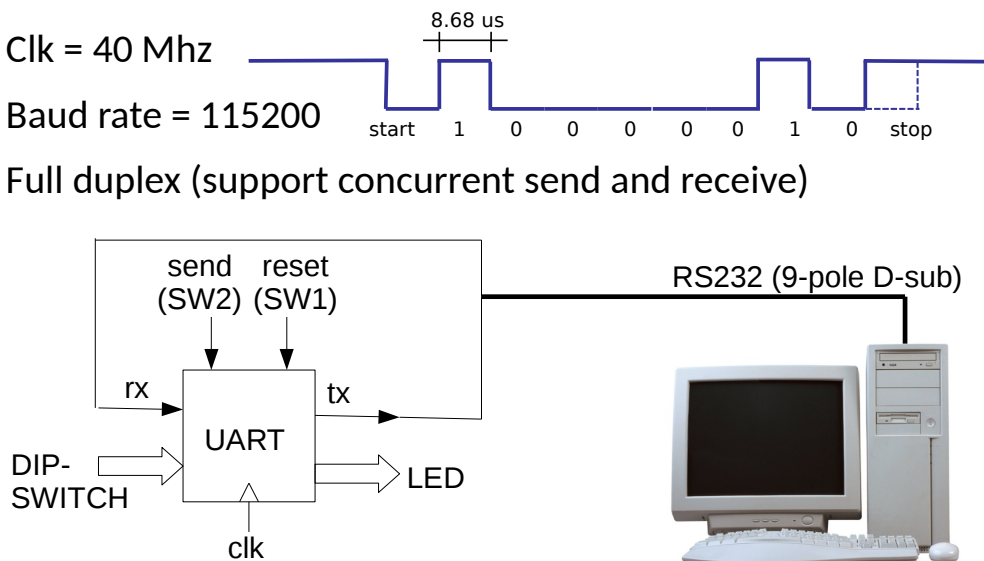 8.68 us
Clk = 40 Mhz
Baud rate = 115200
start 1 0 0 0 0 0 1 0 stop
Full duplex (support concurrent send and receive)
send reset
(SW2) (SW1)
RS232 (9-pole D-sub)
rx tx
UART
DIP-
SWITCH
LED
clk